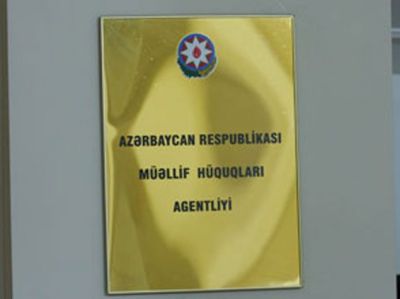 AZƏRBAYCAN RESPUBLİKASI
MÜƏLLİF HÜQUQLARI
AGENTLİYİ